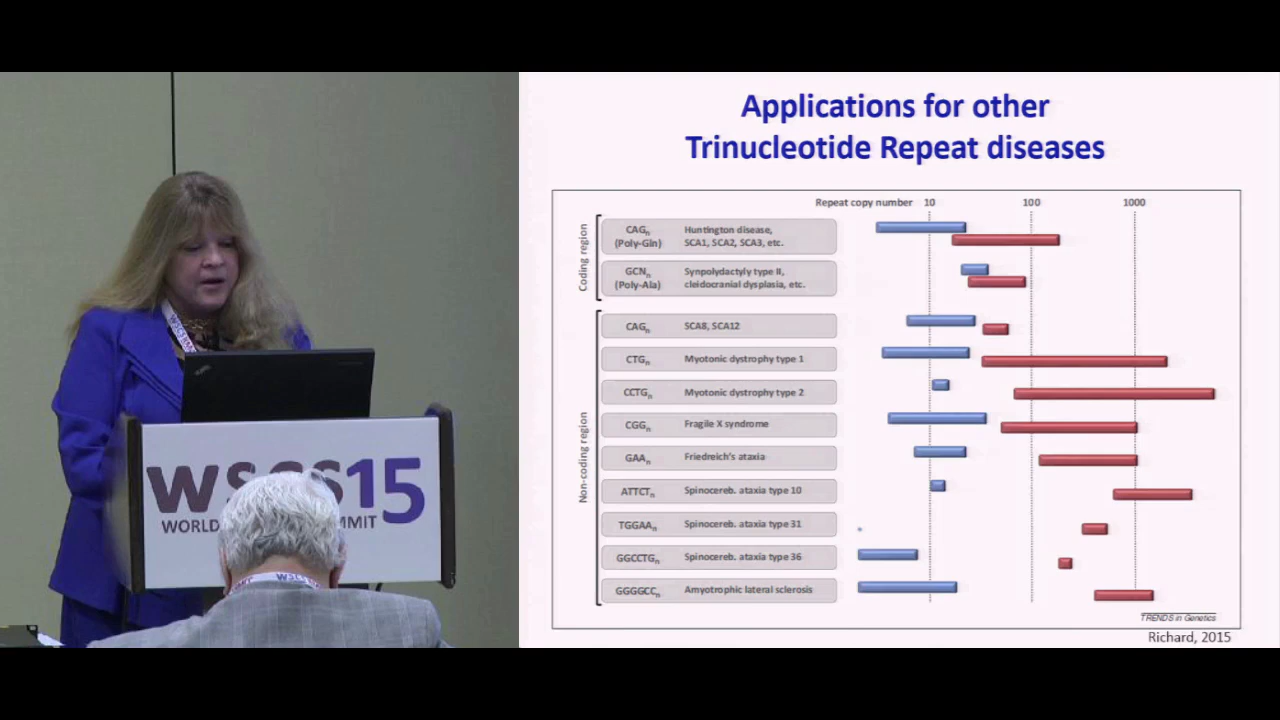 Applications for other
Trinucleotide Repeat diseases
Repeat copy number 10 100 1000
Coding region
CAGn Huntington disease,
(Poly-Gln) SCA1, SCA2, SCA3, etc.
GCNn Synpolydactyly type II,
(Poly-Ala) cleidocranial dysplasia, etc.
Non-coding region
CAGn SCA8, SCA12
CTGn Myotonic dystrophy type 1
CCTGn Myotonic dystrophy type 2
CGGn Fragile X syndrome
GAAn Friedreich's ataxia
ATTCTn Spinocereb. ataxia type 10
TGGAAn Spinocereb. ataxia type 31
GGCCTGn Spinocereb. ataxia type 36
GGGGCCn Amyotrophic lateral sclerosis
TRENDS in Genetics
Richard, 2015
WSCS15
WORLD MMIT
WSCS